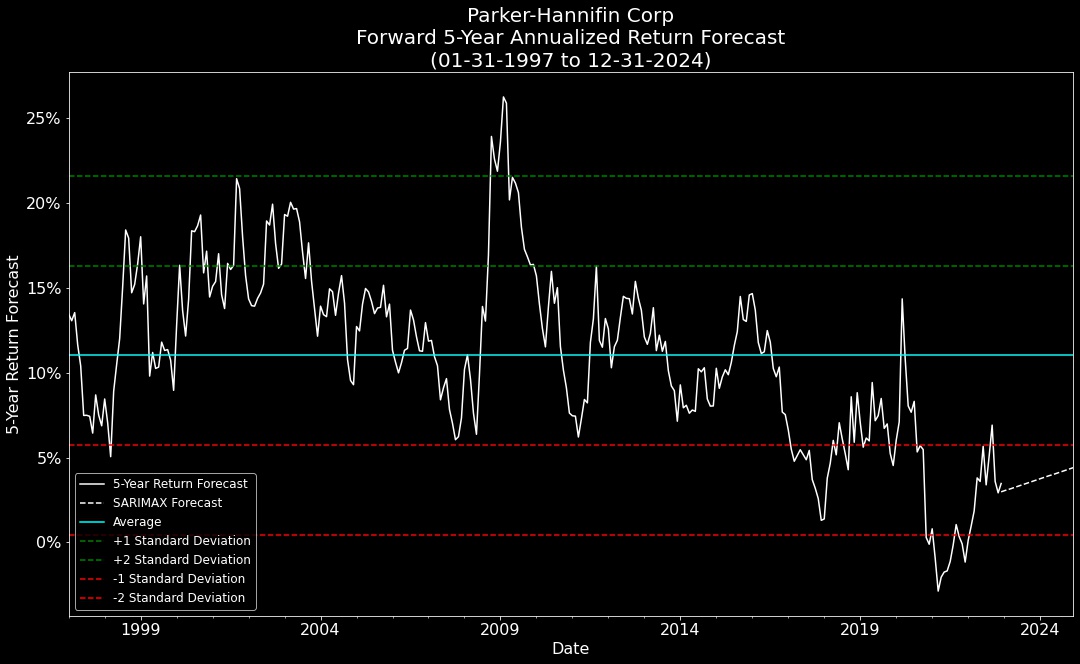 Parker-Hannifin Corp
Forward 5-Year Annualized Return Forecast
(01-31-1997 to 12-31-2024)
5-Year Return Forecast
25%
20%
15%
10%
5%
0%
5-Year Return Forecast
SARIMAX Forecast
Average
+1 Standard Deviation
+2 Standard Deviation
-1 Standard Deviation
-2 Standard Deviation
1999
2004
2009
2014
2019
2024
Date